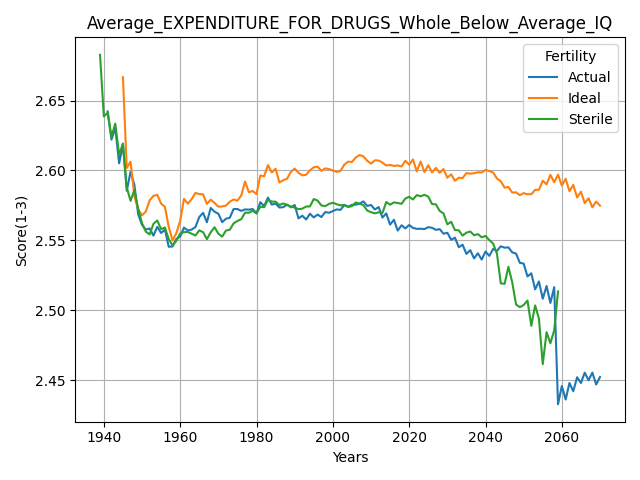 Average_EXPENDITURE_FOR_DRUGS_Whole_Below_Average_IQ
Fertility
Actual
Ideal
Sterile
Score(1-3)
2.65
2.60
2.55
2.50
2.45
1940 1960 1980 2000 2020 2040 2060
Years